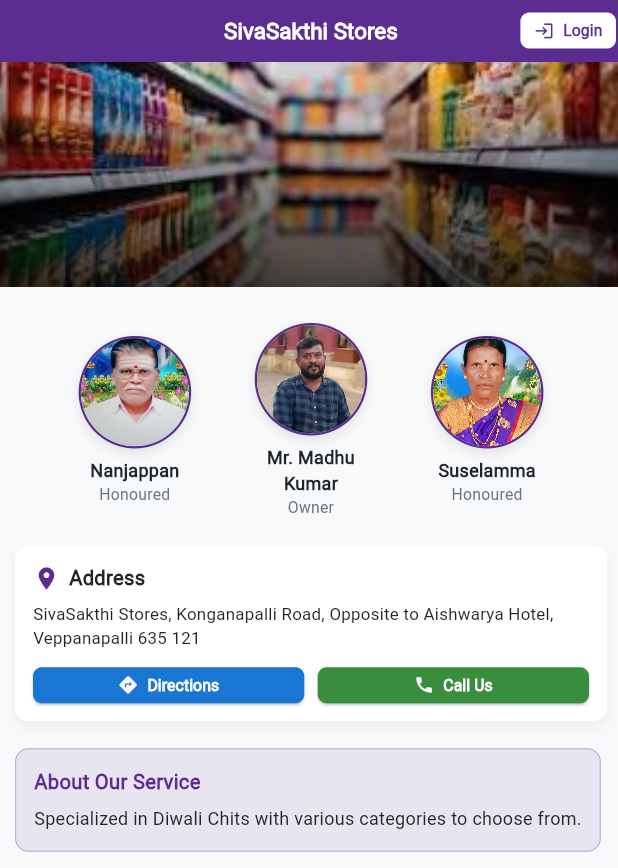 SivaSakthi Stores
Login
Nanjappan
Honoured
Mr. Madhu
Kumar
Owner
Suselamma
Honoured
Address
SivaSakthi Stores, Konganapalli Road, Opposite to Aishwarya Hotel,
Veppanapalli 635 121
Directions
Call Us
About Our Service
Specialized in Diwali Chits with various categories to choose from.